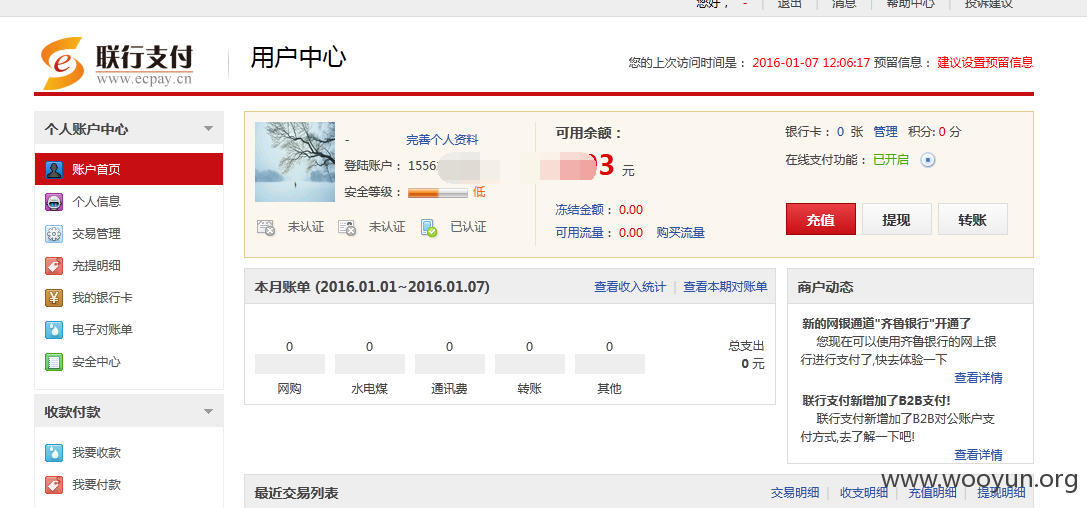 您好， - | 退出 | 消息 | 帮助中心 | 投诉建议
联行支付
www.ecpay.cn
用户中心
您的上次访问时间是： 2016-01-07 12:06:17 预留信息： 建议设置预留信息
个人账户中心
账户首页
个人信息
交易管理
充提明细
我的银行卡
电子对账单
安全中心
收款付款
我要收款
我要付款
- 完善个人资料
登陆账户： 1556
安全等级： 低
未认证 未认证 已认证
可用余额：
3 元
冻结金额： 0.00
可用流量： 0.00 购买流量
银行卡： 0 张 管理 积分: 0 分
在线支付功能： 已开启
充值 提现 转账
本月账单 (2016.01.01~2016.01.07) 查看收入统计 | 查看本期对账单
0 0 0 0 0
网购 水电煤 通讯费 转账 其他
总支出
0 元
商户动态
新的网银通道"齐鲁银行"开通了
您现在可以使用齐鲁银行的网上银
行进行支付了,快去体验一下
查看详情
联行支付新增加了B2B支付!
联行支付新增加了B2B对公账户支
付方式,去了解一下吧!
查看详情
最近交易列表 交易明细 | 收支明细 | 充值明细 | 提现明细
www.wooyun.org